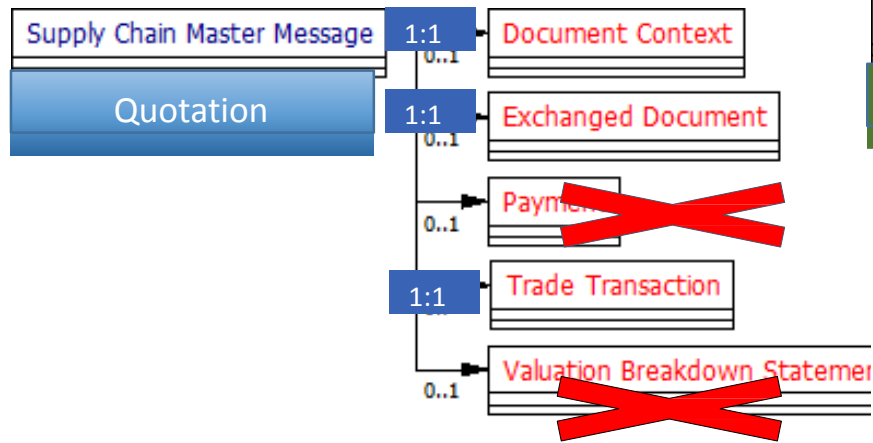 Supply Chain Master Message
1:1
Document Context
0..1
Quotation
1:1
Exchanged Document
0..1
0..1
1:1
Trade Transaction
Valuation Breakdown
0..1